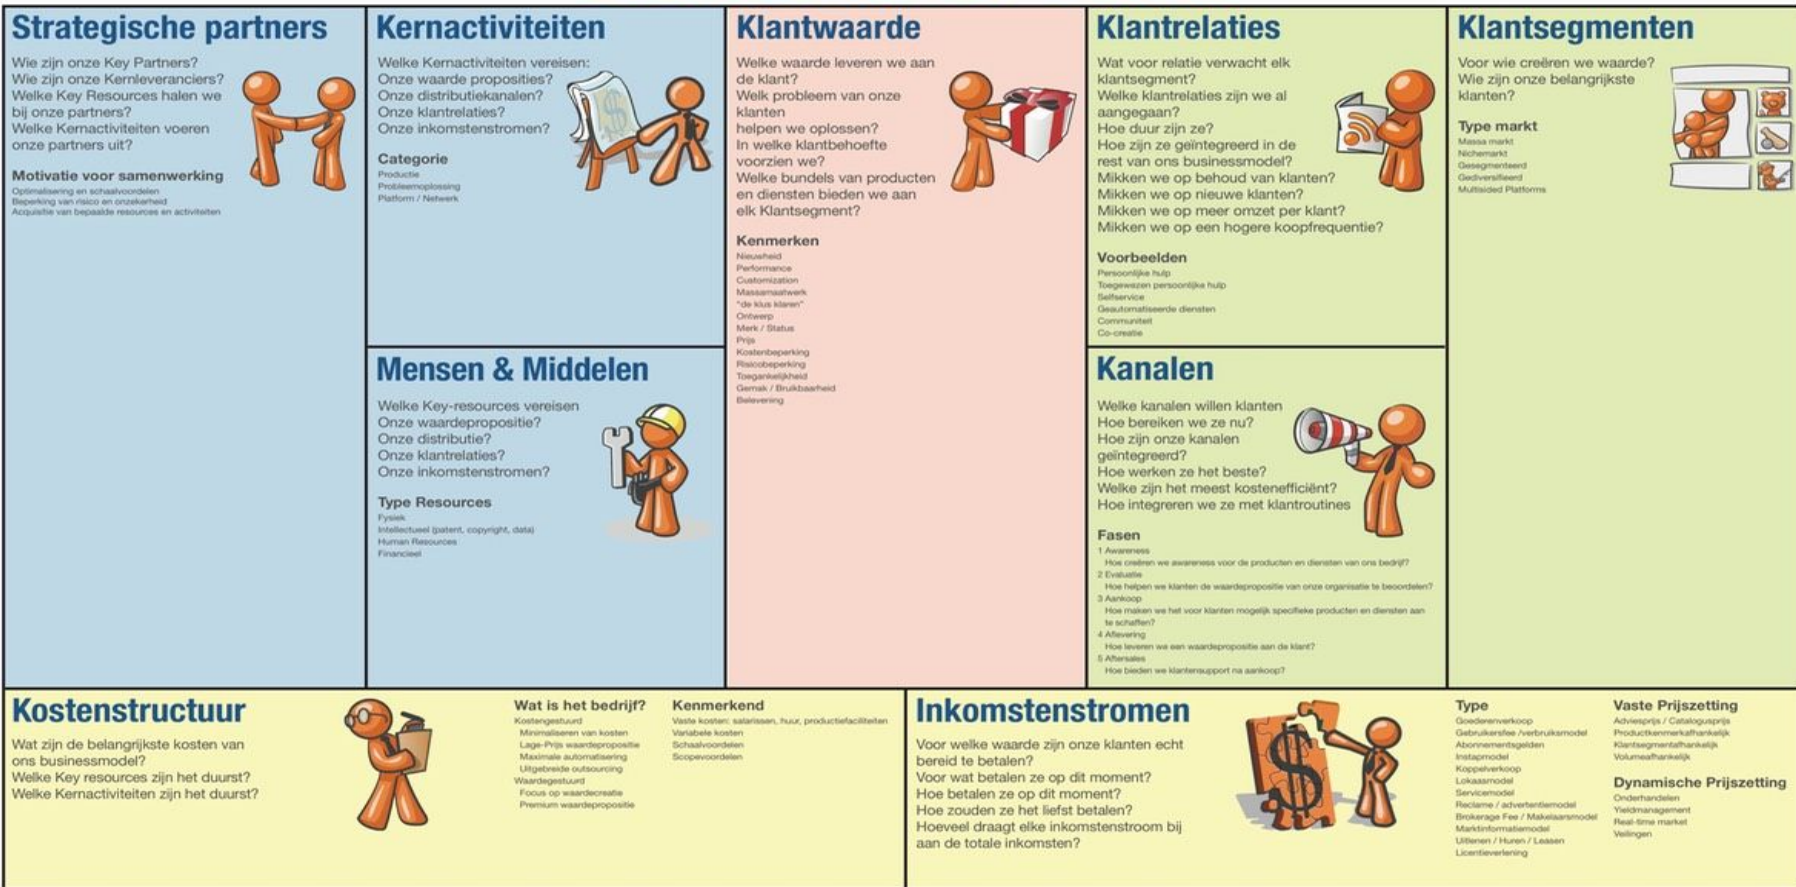 Strategische partners
Wie zijn onze Key Partners?
Wie zijn onze Kernleveranciers?
Welke Key Resources halen we
bij onze partners?
Welke Kernactiviteiten voeren
onze partners uit?
Motivatie voor samenwerking
Optimalisering en schaalvoordelen
Beperking van risico en onzekerheid
Acquisitie van bepaalde resources en activiteiten
Kernactiviteiten
Welke Kernactiviteiten vereisen:
Onze waarde proposities?
Onze distributiekanalen?
Onze klantrelaties?
Onze inkomstenstromen?
Categorie
Productie
Probleemoplossing
Platform / Netwerk
Mensen & Middelen
Welke Key-resources vereisen
Onze waardepropositie?
Onze distributie?
Onze klantrelaties?
Onze inkomstenstromen?
Type Resources
Fysiek
Intellectueel (patent, copyright, data)
Human Resources
Financieel
Klantwaarde
Welke waarde leveren we aan
de klant?
Welk probleem van onze
klanten
helpen we oplossen?
In welke klantbehoefte
voorzien we?
Welke bundels van producten
en diensten bieden we aan
elk Klantsegment?
Kenmerken
Nieuwheid
Performance
Customization
Massamaatwerk
"de klus klaren"
Ontwerp
Merk / Status
Prijs
Kostenbeperking
Risicobeperking
Toegankelijkheid
Gemak / Bruikbaarheid
Belevering
Klantrelaties
Wat voor relatie verwacht elk
klantsegment?
Welke klantrelaties zijn we al
aangegaan?
Hoe duur zijn ze?
Hoe zijn ze geïntegreerd in de
rest van ons businessmodel?
Mikken we op behoud van klanten?
Mikken we op nieuwe klanten?
Mikken we op meer omzet per klant?
Mikken we op een hogere koopfrequentie?
Voorbeelden
Persoonlijke hulp
Toegewezen persoonlijke hulp
Selfservice
Geautomatiseerde diensten
Communiteit
Co-creatie
Kanalen
Welke kanalen willen klanten
Hoe bereiken we ze nu?
Hoe zijn onze kanalen
geïntegreerd?
Hoe werken ze het beste?
Welke zijn het meest kostenefficiënt?
Hoe integreren we ze met klantroutines
Fasen
1 Awareness
Hoe creëren we awareness voor de producten en diensten van ons bedrijf?
2 Evaluatie
Hoe helpen we klanten de waardepropositie van onze organisatie te beoordelen?
3 Aankoop
Hoe maken we het voor klanten mogelijk specifieke producten en diensten aan
te schaffen?
4 Aflevering
Hoe leveren we een waardepropositie aan de klant?
5 Aftersales
Hoe bieden we klantensupport na aankoop?
Klantsegmenten
Voor wie creëren we waarde?
Wie zijn onze belangrijkste
klanten?
Type markt
Massa markt
Nichemarkt
Gesegmenteerd
Gediversifieerd
Multisided Platforms
Kostenstructuur
Wat zijn de belangrijkste kosten van
ons businessmodel?
Welke Key resources zijn het duurst?
Welke Kernactiviteiten zijn het duurst?
Wat is het bedrijf?
Kostengestuurd
Minimaliseren van kosten
Lage-Prijs waardepropositie
Maximale automatisering
Uitgebreide outsourcing
Waardegestuurd
Focus op waardecreatie
Premium waardepropositie
Kenmerkend
Vaste kosten: salarissen, huur, productiefaciliteiten
Variabele kosten
Schaalvoordelen
Scopevoordelen
Inkomstenstromen
Voor welke waarde zijn onze klanten echt
bereid te betalen?
Voor wat betalen ze op dit moment?
Hoe betalen ze op dit moment?
Hoe zouden ze het liefst betalen?
Hoeveel draagt elke inkomstenstroom bij
aan de totale inkomsten?
Type
Goederenverkoop
Gebruikersfee /verbruiksmodel
Abonnementsgelden
Instapmodel
Koppelverkoop
Lokaasmodel
Servicemodel
Reclame / advertentiemodel
Brokerage Fee / Makelaarsmodel
Marktinformatiemodel
Uitlenen / Huren / Leasen
Licentieverlening
Vaste Prijszetting
Adviesprijs / Catalogusprijs
Productkenmerkafhankelijk
Klantsegmentafhankelijk
Volumeafhankelijk
Dynamische Prijszetting
Onderhandelen
Yieldmanagement
Real-time market
Veilingen